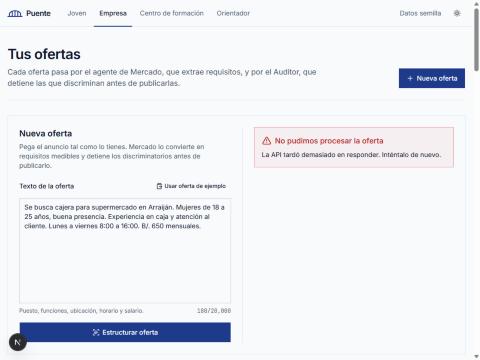 Puente
Joven
Empresa
Centro de formación
Orientador
Datos semilla
Tus ofertas
Cada oferta pasa por el agente de Mercado, que extrae requisitos, y por el Auditor, que
detiene las que discriminan antes de publicarlas.
+ Nueva oferta
Nueva oferta
Pega el anuncio tal como lo tienes. Mercado lo convierte en
requisitos medibles y detiene los discriminatorios antes de
publicarlo.
Texto de la oferta
Usar oferta de ejemplo
Se busca cajera para supermercado en Arraiján. Mujeres de 18 a
25 años, buena presencia. Experiencia en caja y atención al
cliente. Lunes a viernes 8:00 a 16:00. B/. 650 mensuales.
Puesto, funciones, ubicación, horario y salario.
180/20,000
Estructurar oferta
No pudimos procesar la oferta
La API tardó demasiado en responder. Inténtalo de nuevo.
N